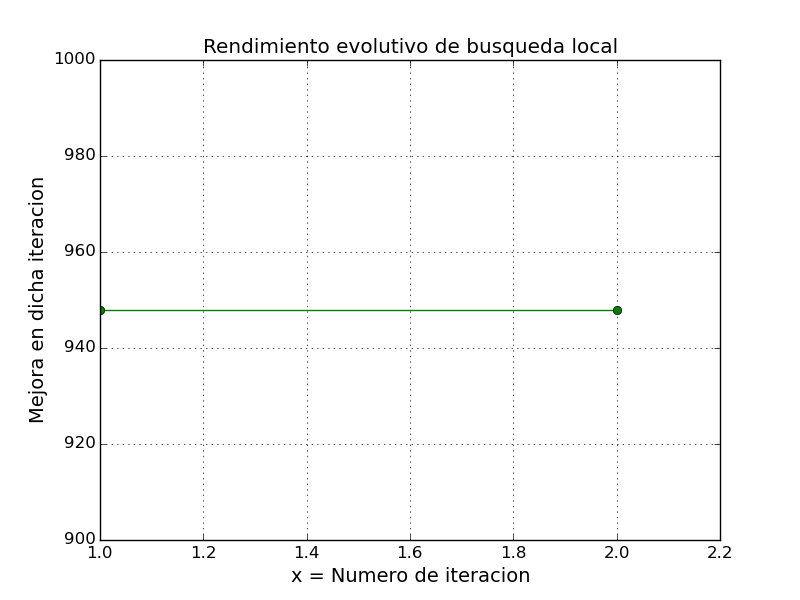 Rendimiento evolutivo de busqueda local
1000
980
960
940
920
900
Mejora en dicha iteracion
1.0 1.2 1.4 1.6 1.8 2.0 2.2
x = Numero de iteracion